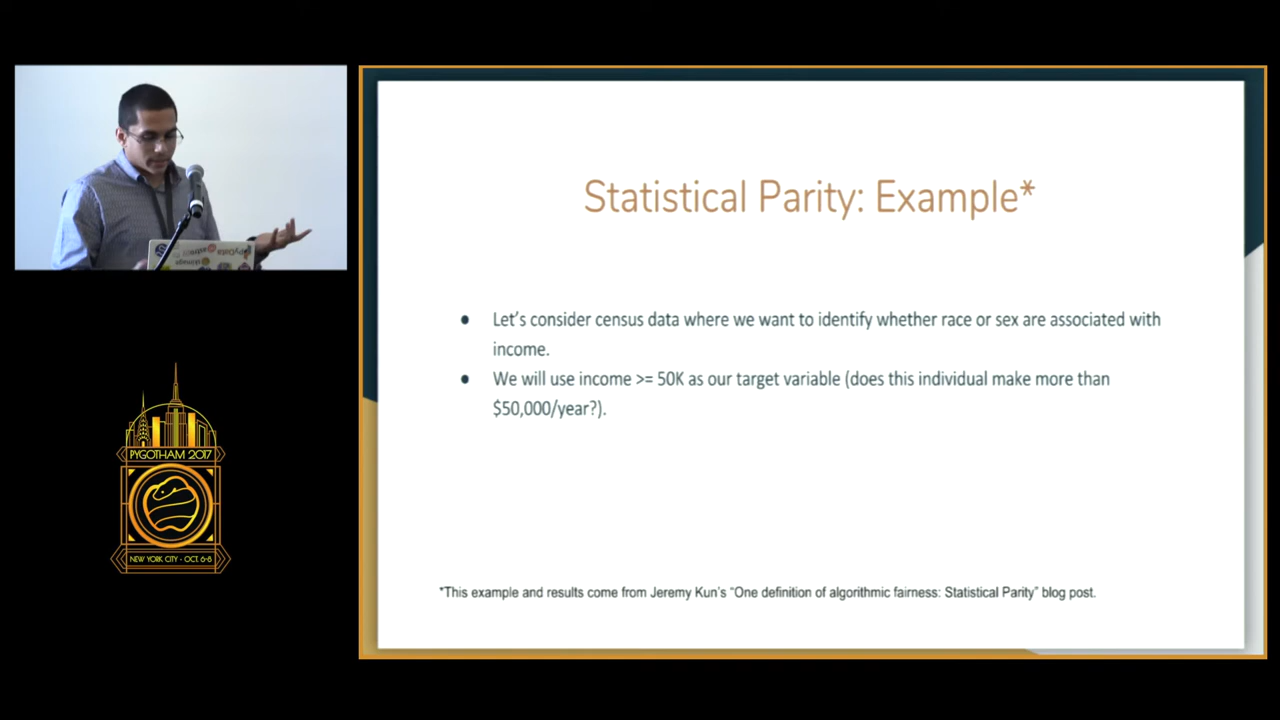 Statistical Parity: Example*
● Let's consider census data where we want to identify whether race or sex are associated with
income.
● We will use income >= 50K as our target variable (does this individual make more than
$50,000/year?).
*This example and results come from Jeremy Kun's “One definition of algorithmic fairness: Statistical Parity” blog post.
PYGOTHAM 2017
NEW YORK CITY - OCT. 6-8